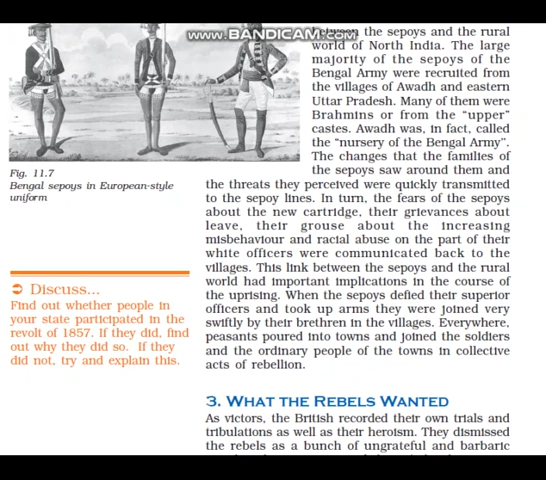 www.BANDICAM.com
between the sepoys and the rural
world of North India. The large
majority of the sepoys of the
Bengal Army were recruited from
the villages of Awadh and eastern
Uttar Pradesh. Many of them were
Brahmins or from the “upper”
castes. Awadh was, in fact, called
the “nursery of the Bengal Army”.
The changes that the families of
the sepoys saw around them and
the threats they perceived were quickly transmitted
to the sepoy lines. In turn, the fears of the sepoys
about the new cartridge, their grievances about
leave, their grouse about the increasing
misbehaviour and racial abuse on the part of their
white officers were communicated back to the
villages. This link between the sepoys and the rural
world had important implications in the course of
the uprising. When the sepoys defied their superior
officers and took up arms they were joined very
swiftly by their brethren in the villages. Everywhere,
peasants poured into towns and joined the soldiers
and the ordinary people of the towns in collective
acts of rebellion.
Fig. 11.7
Bengal sepoys in European-style
uniform
Discuss...
Find out whether people in
your state participated in the
revolt of 1857. If they did, find
out why they did so. If they
did not, try and explain this.
3. WHAT THE REBELS WANTED
As victors, the British recorded their own trials and
tribulations as well as their heroism. They dismissed
the rebels as a bunch of ungrateful and barbaric